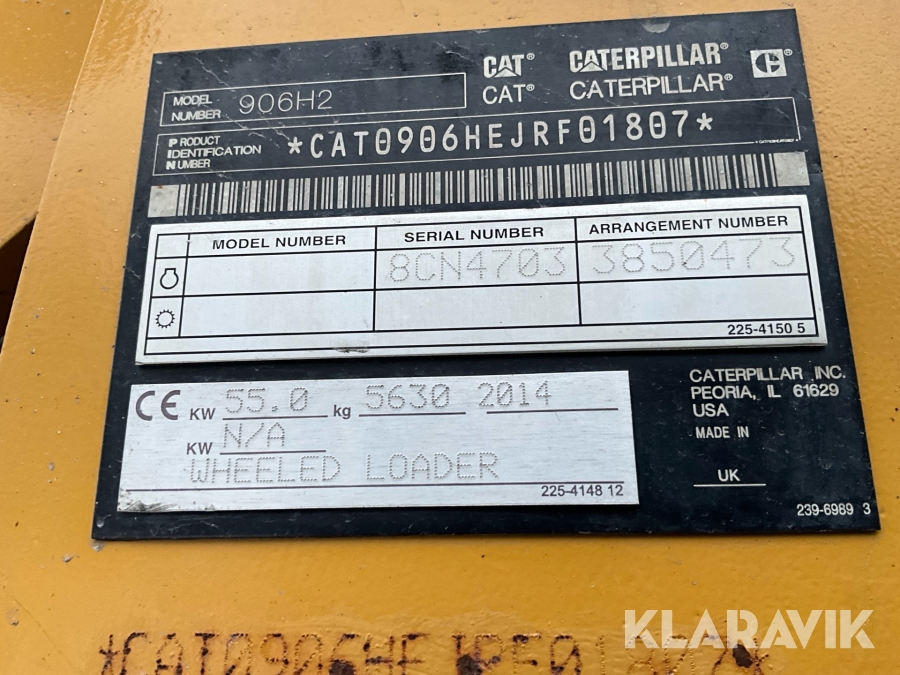 CAT® CATERPILLAR®
CAT® CATERPILLAR® C®
MODEL NUMBER 906H2
PRODUCT IDENTIFICATION NUMBER *CAT0906HEJRF01807*
MODEL NUMBER SERIAL NUMBER ARRANGEMENT NUMBER
8CN4703 3850473
225-4150 5
CE KW 55.0 kg 5630 2014
KW N/A
WHEELED LOADER
225-4148 12
CATERPILLAR INC.
PEORIA, IL 61629
USA
MADE IN
UK
239-6989 3
*CAT0906HEJRF01807*
KLARAVIK